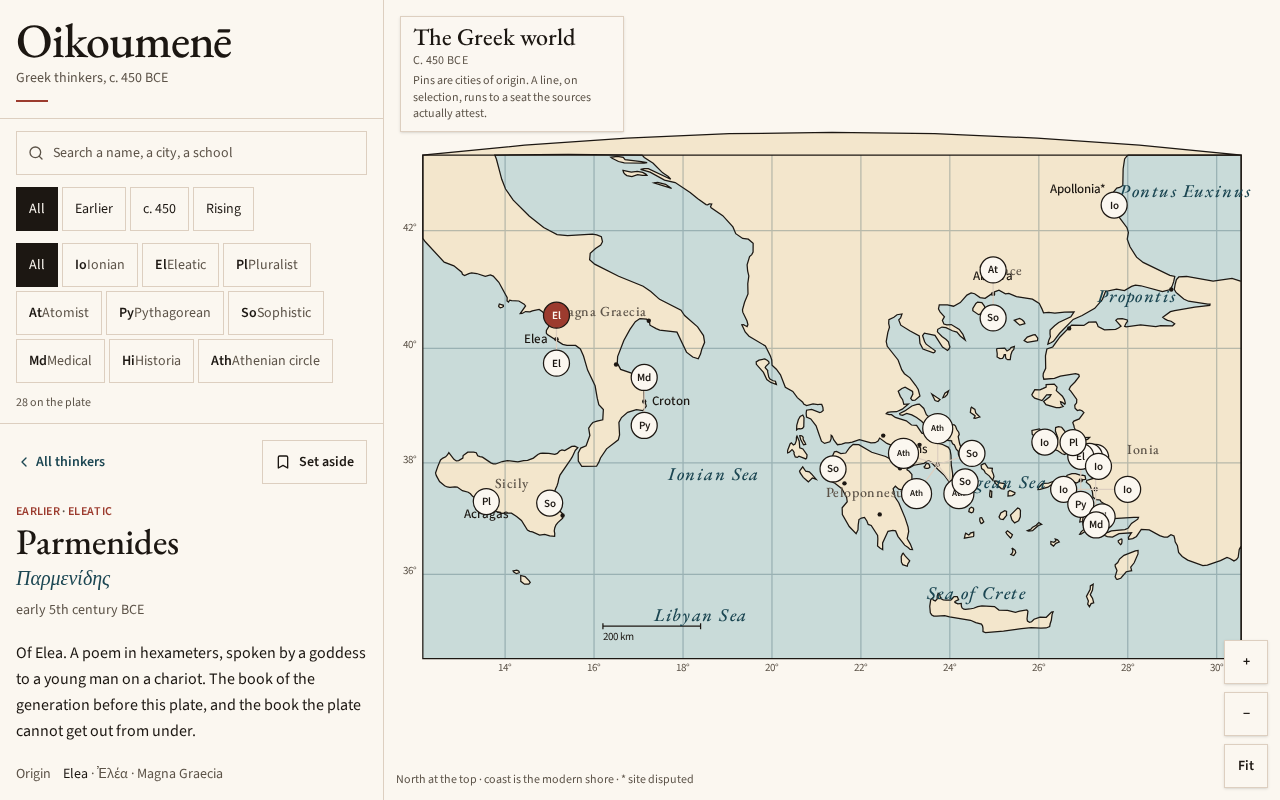 Oikoumenē
Greek thinkers, c. 450 BCE
Search a name, a city, a school
All Earlier c. 450 Rising
All IoIonian ElEleatic PlPluralist
AtAtomist PyPythagorean SoSophistic
MdMedical HiHistoria AthAthenian circle
28 on the plate
All thinkers
Set aside
EARLIER · ELEATIC
Parmenides
Παρμενίδης
early 5th century BCE
Of Elea. A poem in hexameters, spoken by a goddess
to a young man on a chariot. The book of the
generation before this plate, and the book the plate
cannot get out from under.
Origin Elea · Ἐλέα · Magna Graecia
The Greek world
C. 450 BCE
Pins are cities of origin. A line, on
selection, runs to a seat the sources
actually attest.
Apollonia*
Io
Pontus Euxinus
42°
At
Propontis
El
agna Graecia
So
Elea
40°
El
Md
Croton
Py
Ath
Io
Pl
Ionia
Ath
So
El
Io
38°
So
Ionian Sea
Sicily
So
Pl
So
Peloponnes
Ath
Io
Io
Acragas
Py
Md
36°
Sea of Crete
Libyan Sea
200 km
14° 16° 18° 20° 22° 24° 26° 28° 30°
+
−
Fit
North at the top · coast is the modern shore · * site disputed